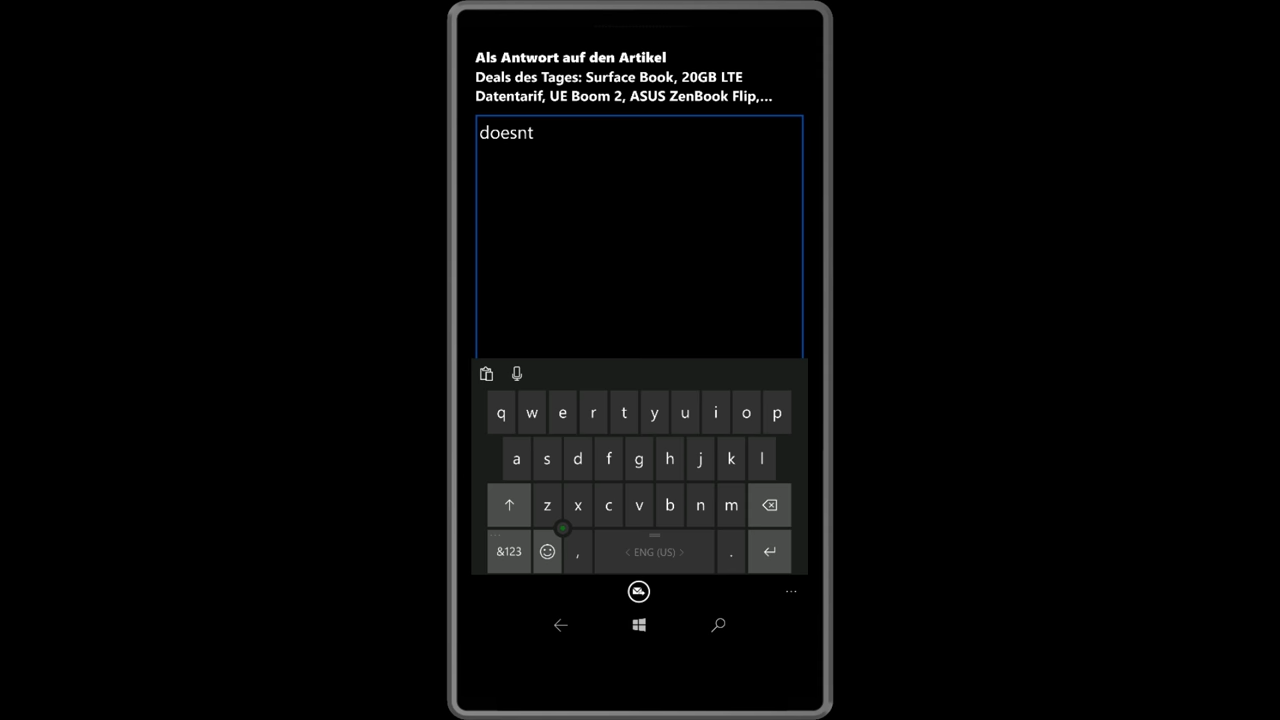 Als Antwort auf den Artikel
Deals des Tages: Surface Book, 20GB LTE
Datentarif, UE Boom 2, ASUS ZenBook Flip,...
doesnt
q w e r t y u i o p
a s d f g h j k l
z x c v b n m
&123 , < ENG (US) > .